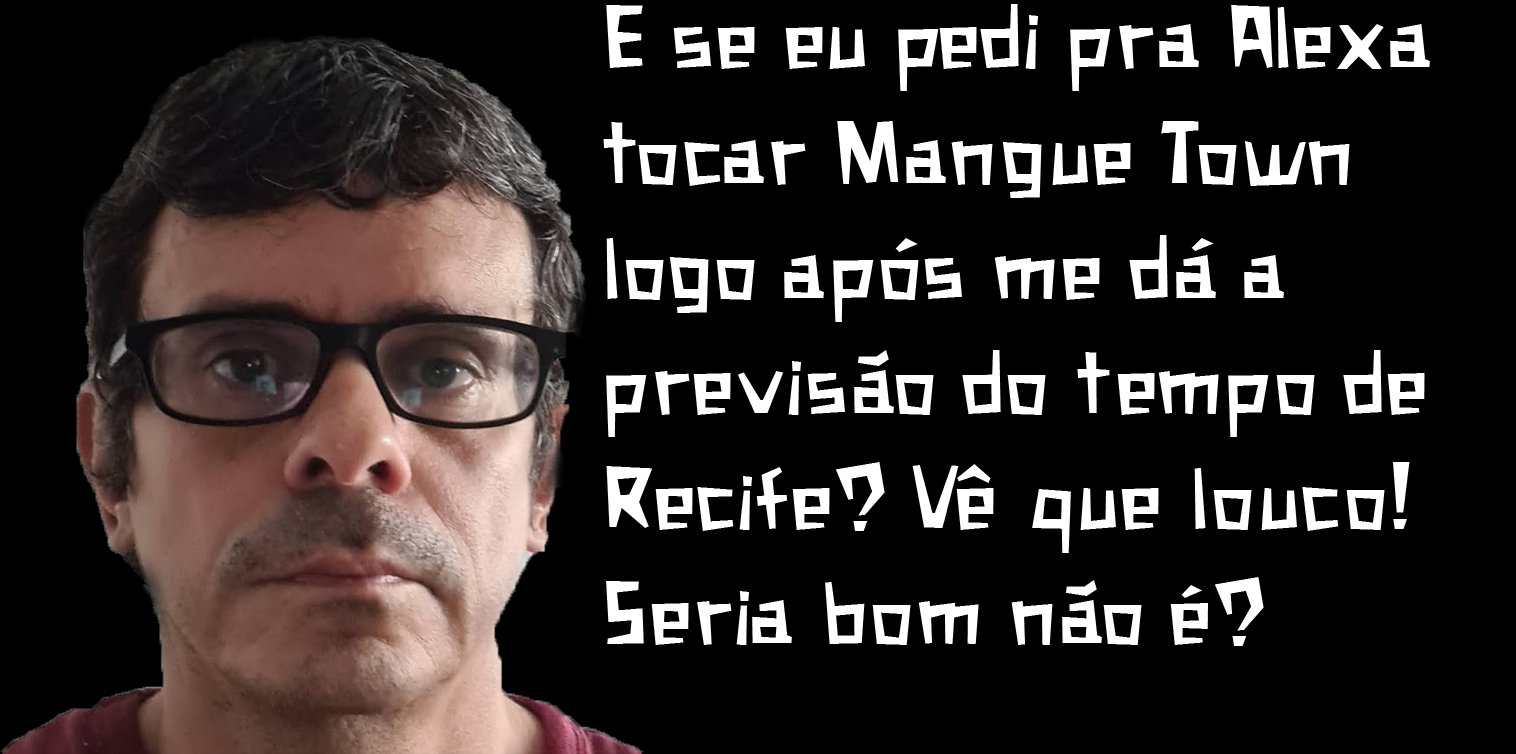 E se eu pedi pra Alexa
tocar Mangue Town
logo após me dá a
previsão do tempo de
Recife? Vê que louco!
Seria bom não é?